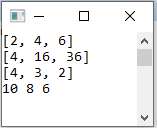 [2, 4, 6]
[4, 16, 36]
[4, 3, 2]
10 8 6